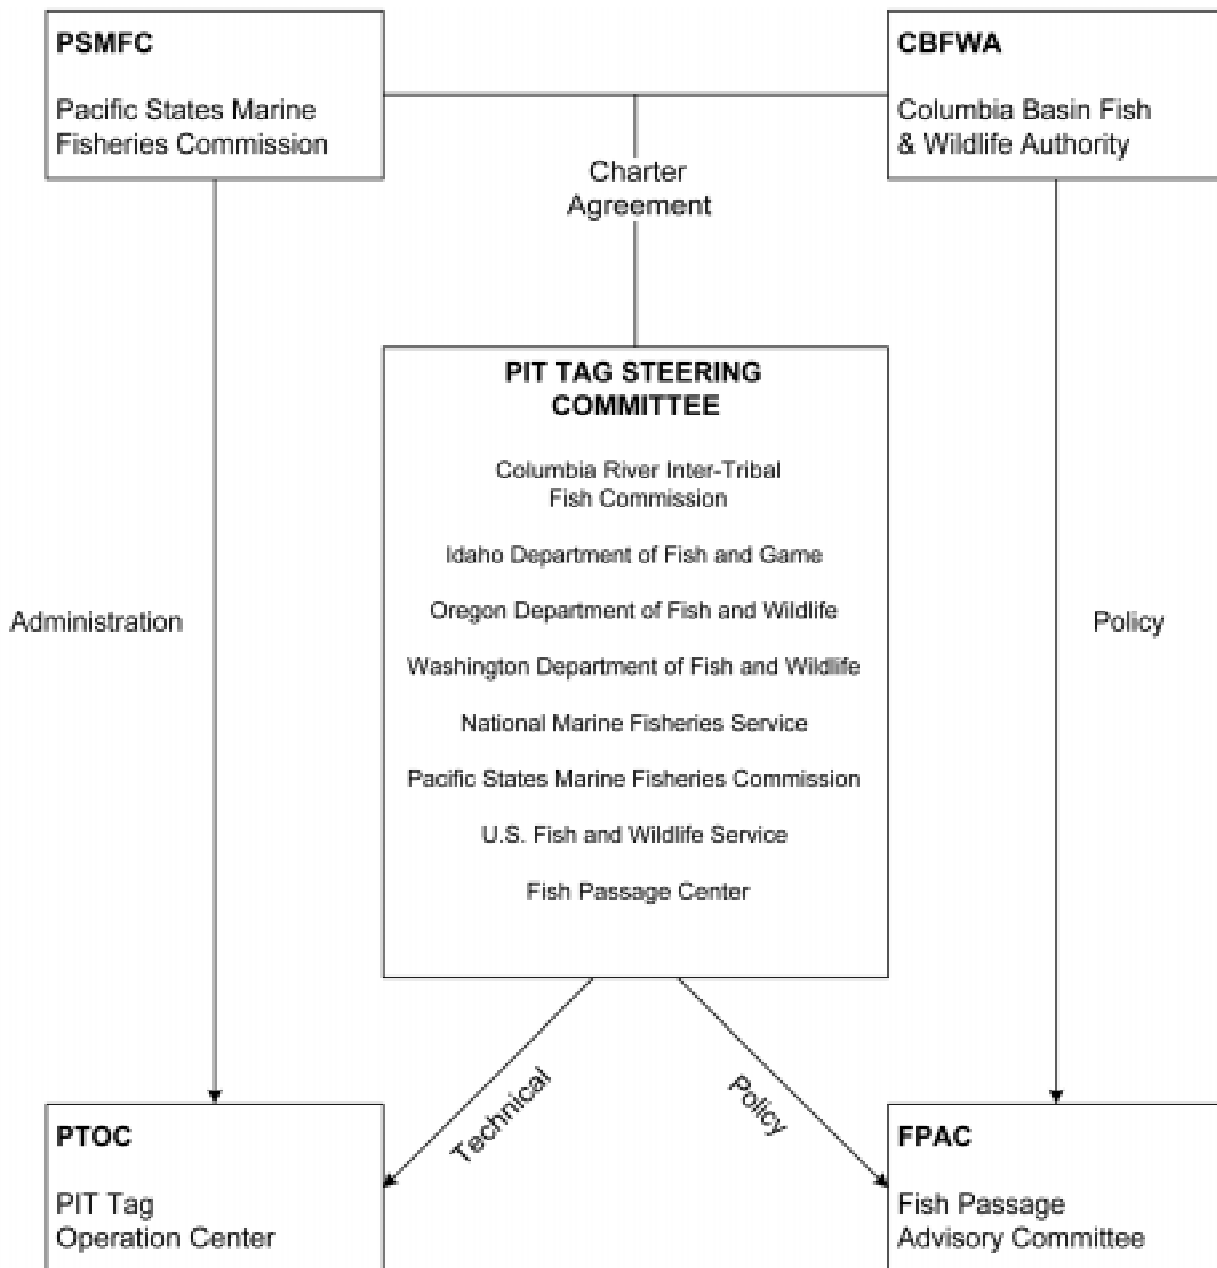 PSMFC
Pacific States Marine
Fisheries Commission
CBFWA
Columbia Basin Fish
& Wildlife Authority
Charter
Agreement
PIT TAG STEERING
COMMITTEE
Columbia River Inter-Tribal
Fish Commission
Idaho Department of Fish and Game
Oregon Department of Fish and Wildlife
Washington Department of Fish and Wildlife
National Marine Fisheries Service
Pacific States Marine Fisheries Commission
U.S. Fish and Wildlife Service
Fish Passage Center
Administration
Policy
Technical
Policy
PTOC
PIT Tag
Operation Center
FPAC
Fish Passage
Advisory Committee